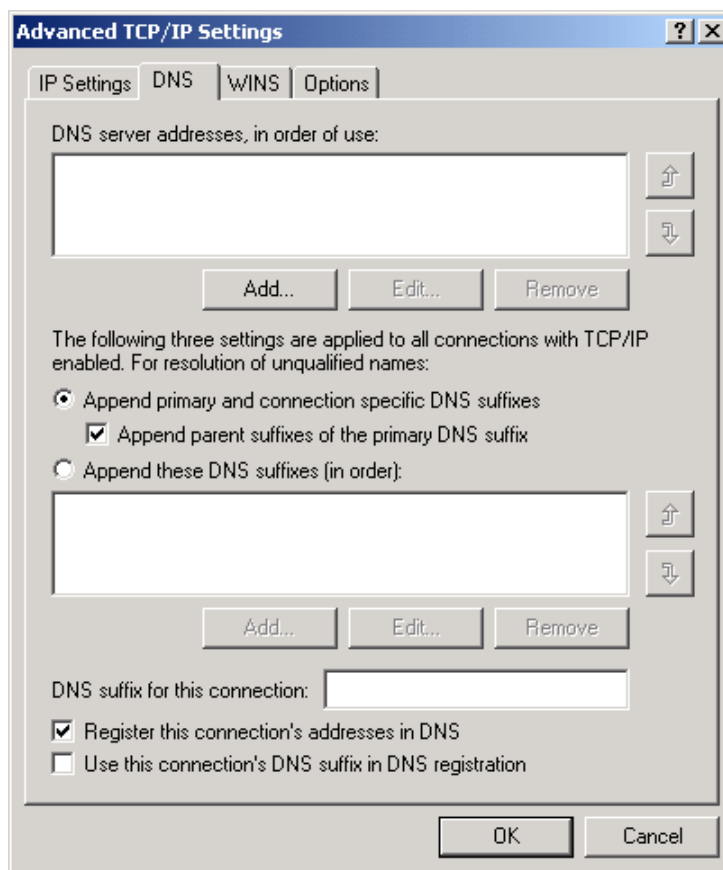 Advanced TCP/IP Settings
IP Settings DNS WINS Options
DNS server addresses, in order of use:
Add... Edit... Remove
The following three settings are applied to all connections with TCP/IP
enabled. For resolution of unqualified names:
Append primary and connection specific DNS suffixes
Append parent suffixes of the primary DNS suffix
Append these DNS suffixes (in order):
Add... Edit... Remove
DNS suffix for this connection:
Register this connection's addresses in DNS
Use this connection's DNS suffix in DNS registration
OK Cancel